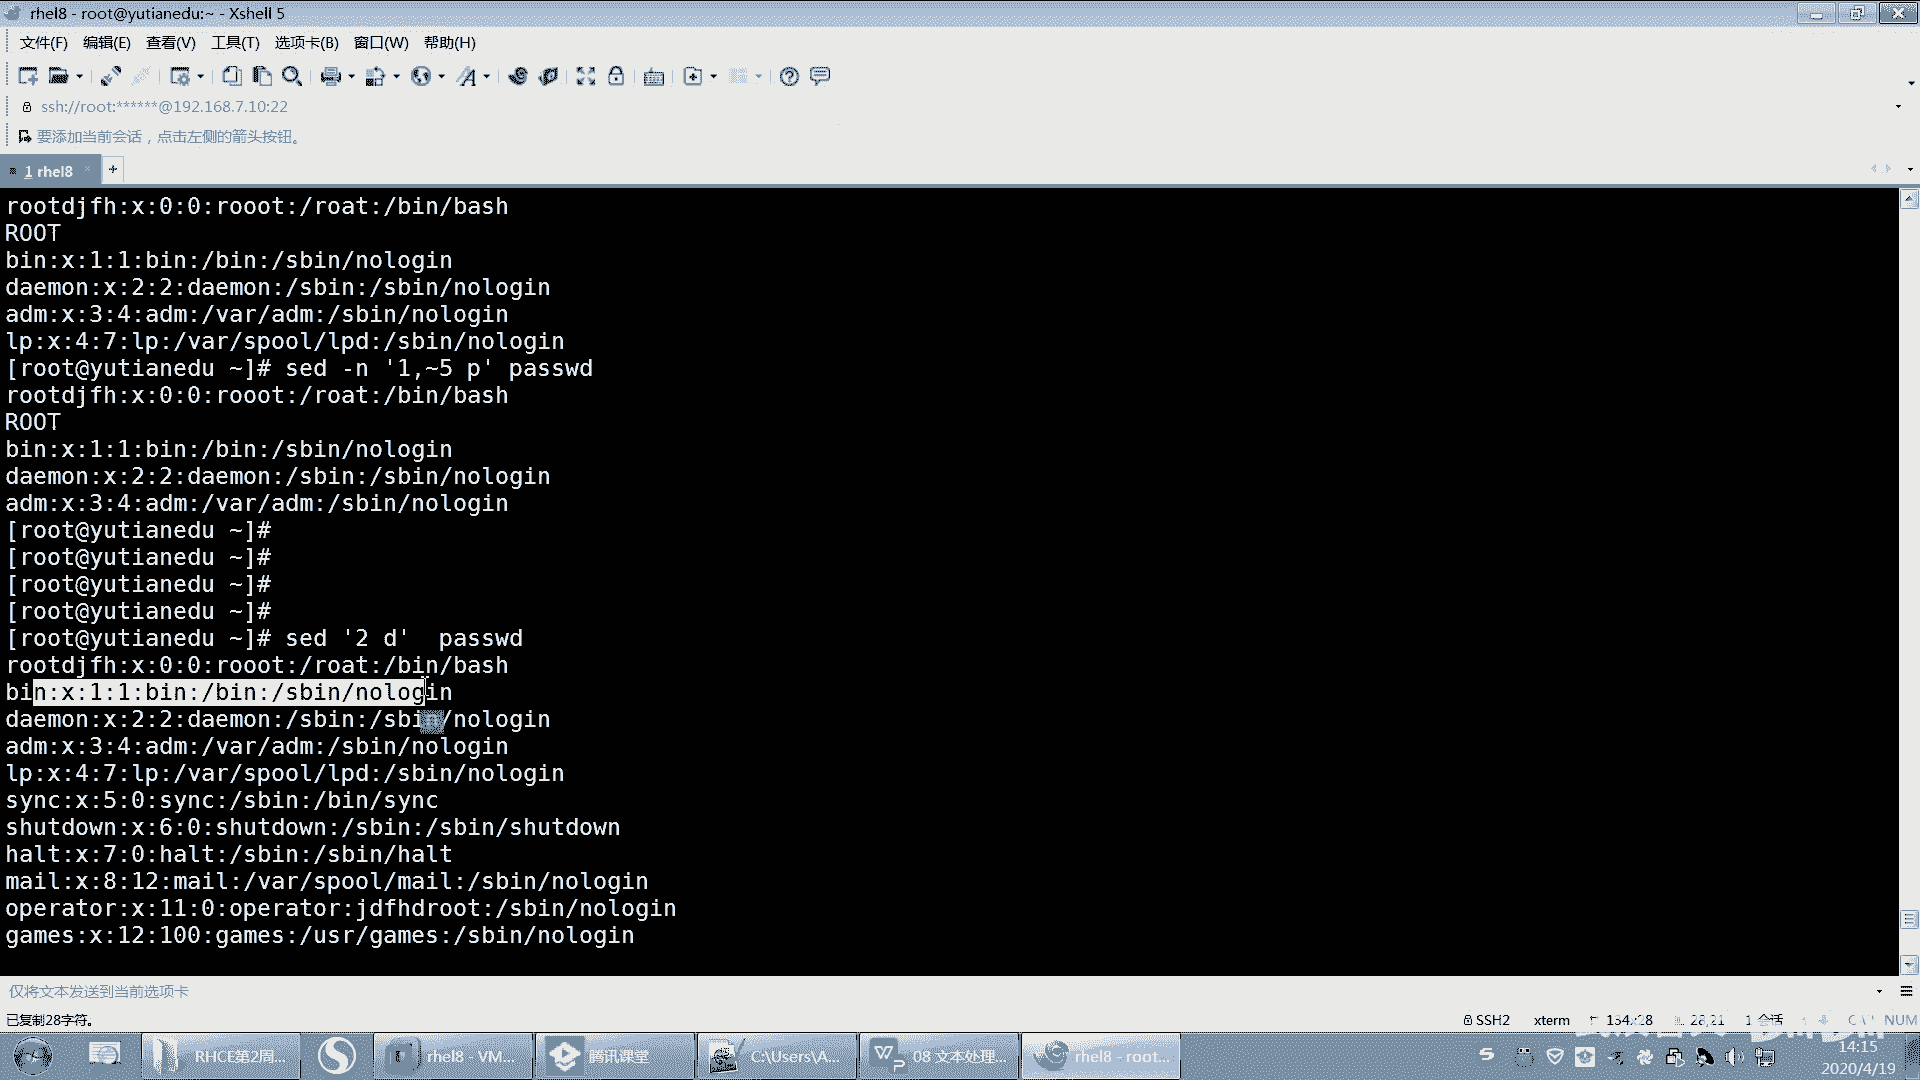 rhel8 - root@yutianedu:~ - Xshell 5
文件(F) 编辑(E) 查看(V) 工具(T) 选项卡(B) 窗口(W) 帮助(H)
ssh://root:******@192.168.7.10:22
要添加当前会话，点击左侧的箭头按钮。
1 rhel8
rootdjfh:x:0:0:rooot:/roat:/bin/bash
ROOT
bin:x:1:1:bin:/bin:/sbin/nologin
daemon:x:2:2:daemon:/sbin:/sbin/nologin
adm:x:3:4:adm:/var/adm:/sbin/nologin
lp:x:4:7:lp:/var/spool/lpd:/sbin/nologin
[root@yutianedu ~]# sed -n '1,~5 p' passwd
rootdjfh:x:0:0:rooot:/roat:/bin/bash
ROOT
bin:x:1:1:bin:/bin:/sbin/nologin
daemon:x:2:2:daemon:/sbin:/sbin/nologin
adm:x:3:4:adm:/var/adm:/sbin/nologin
[root@yutianedu ~]#
[root@yutianedu ~]#
[root@yutianedu ~]#
[root@yutianedu ~]#
[root@yutianedu ~]# sed '2 d'  passwd
rootdjfh:x:0:0:rooot:/roat:/bin/bash
bin:x:1:1:bin:/bin:/sbin/nologin
daemon:x:2:2:daemon:/sbin:/sbin/nologin
adm:x:3:4:adm:/var/adm:/sbin/nologin
lp:x:4:7:lp:/var/spool/lpd:/sbin/nologin
sync:x:5:0:sync:/sbin:/bin/sync
shutdown:x:6:0:shutdown:/sbin:/sbin/shutdown
halt:x:7:0:halt:/sbin:/sbin/halt
mail:x:8:12:mail:/var/spool/mail:/sbin/nologin
operator:x:11:0:operator:jdfhdroot:/sbin/nologin
games:x:12:100:games:/usr/games:/sbin/nologin
仅将文本发送到当前选项卡
已复制28字符。 SSH2 xterm 154x28 28,21 1 会话 NUM
RHCE第2周... rhel8 - VM... 腾讯课堂 C:\Users\A... 08 文本处理... rhel8 - root...
14:15
2020/4/19